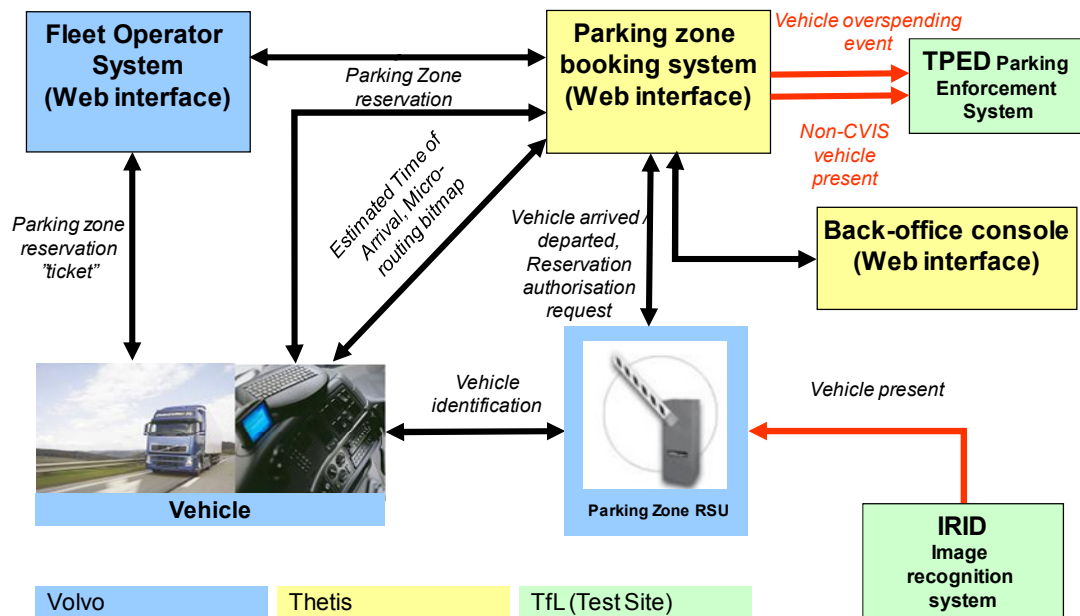 Fleet Operator
System
(Web interface)
Parking Zone
reservation
Parking zone
booking system
(Web interface)
Vehicle overspending
event
TPED Parking
Enforcement
System
Non-CVIS
vehicle
present
Parking zone
reservation
"ticket"
Estimated Time of
Arrival, Micro-
routing bitmap
Vehicle arrived /
departed,
Reservation
authorisation
request
Back-office console
(Web interface)
Vehicle
identification
Vehicle present
Vehicle
Parking Zone RSU
IRID
Image
recognition
system
Volvo
Thetis
TfL (Test Site)